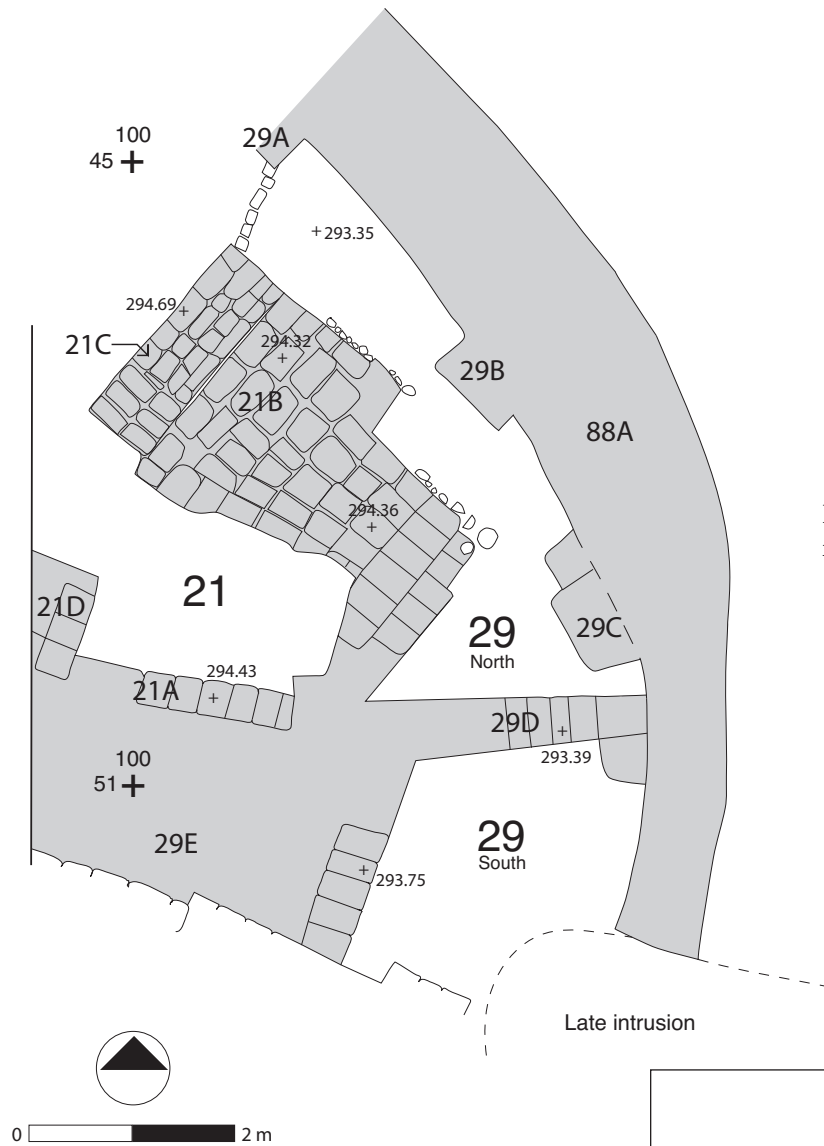 29A
100
45
293.35
294.69
21C
294.32
29B
21B
88A
294.36
21
21D
29
North
29C
294.43
21A
29D
100
51
293.39
29
South
29E
293.75
Late intrusion
0 2 m